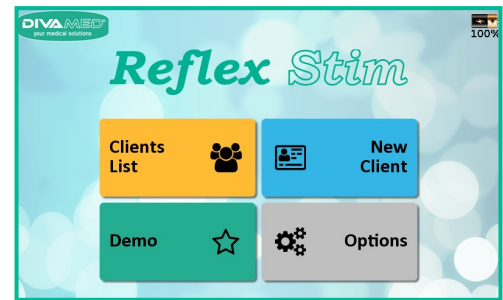 DIVAMED®
your medical solutions
100%
Reflex Stim
Clients
List
New
Client
Demo
Options